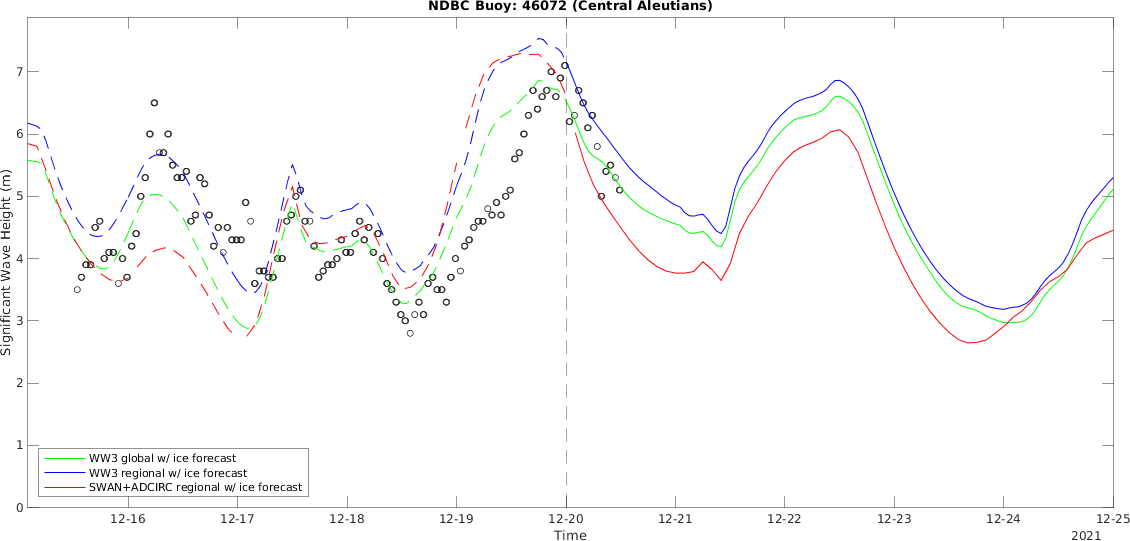 NDBC Buoy: 46072 (Central Aleutians)
Significant Wave Height (m)
7
6
5
4
3
2
1
0
WW3 global w/ ice forecast
WW3 regional w/ ice forecast
SWAN+ADCIRC regional w/ ice forecast
12-16 12-17 12-18 12-19 12-20 12-21 12-22 12-23 12-24 12-25
Time
2021